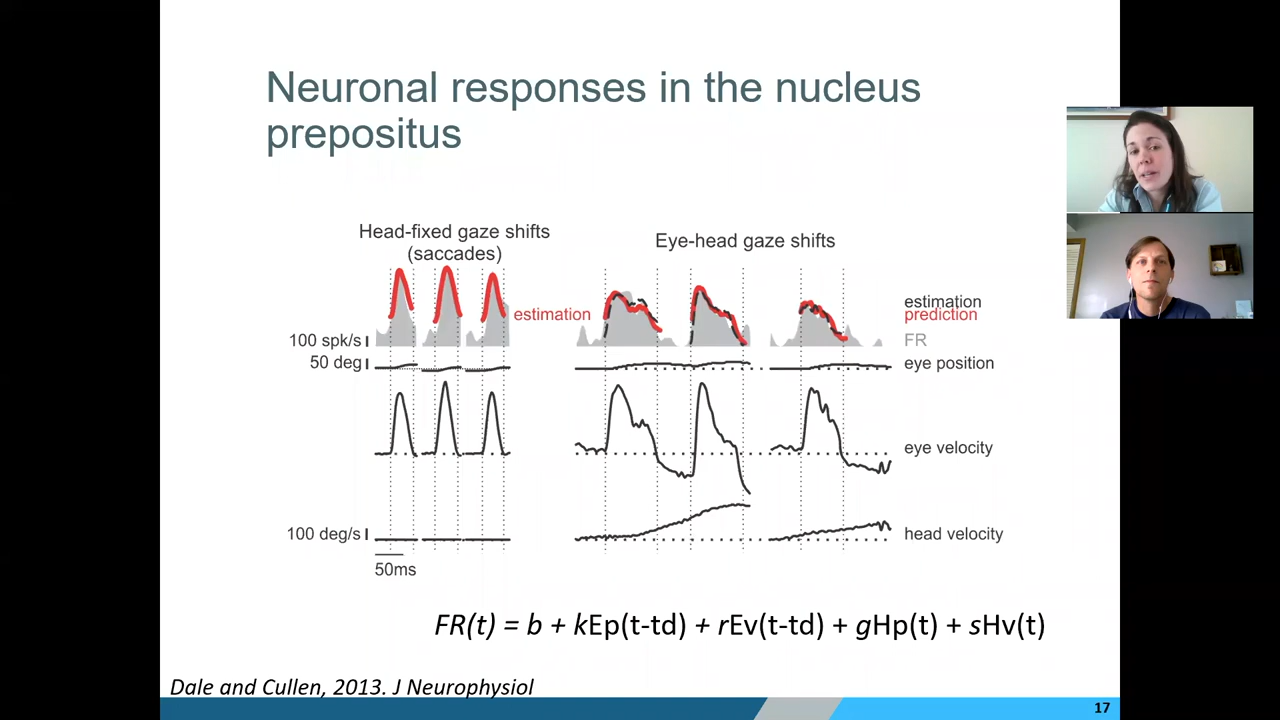 Neuronal responses in the nucleus
prepositus
Head-fixed gaze shifts
(saccades)
Eye-head gaze shifts
estimation
estimation
prediction
100 spk/s
FR
50 deg
eye position
eye velocity
100 deg/s
head velocity
50ms
FR(t) = b + kEp(t-td) + rEv(t-td) + gHp(t) + sHv(t)
Dale and Cullen, 2013. J Neurophysiol
17